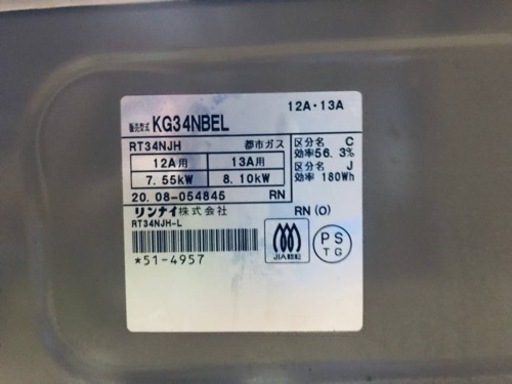 12A・13A
販売型式 KG34NBEL
RT34NJH 都市ガス
12A用 13A用
7.55kW 8.10kW
区分名 C
効率56.3%
区分名 J
効率 180Wh
20.08-054845 RN
リンナイ株式会社 RN(O)
RT34NJH-L
*51-4957
JIA認証
PS
TG